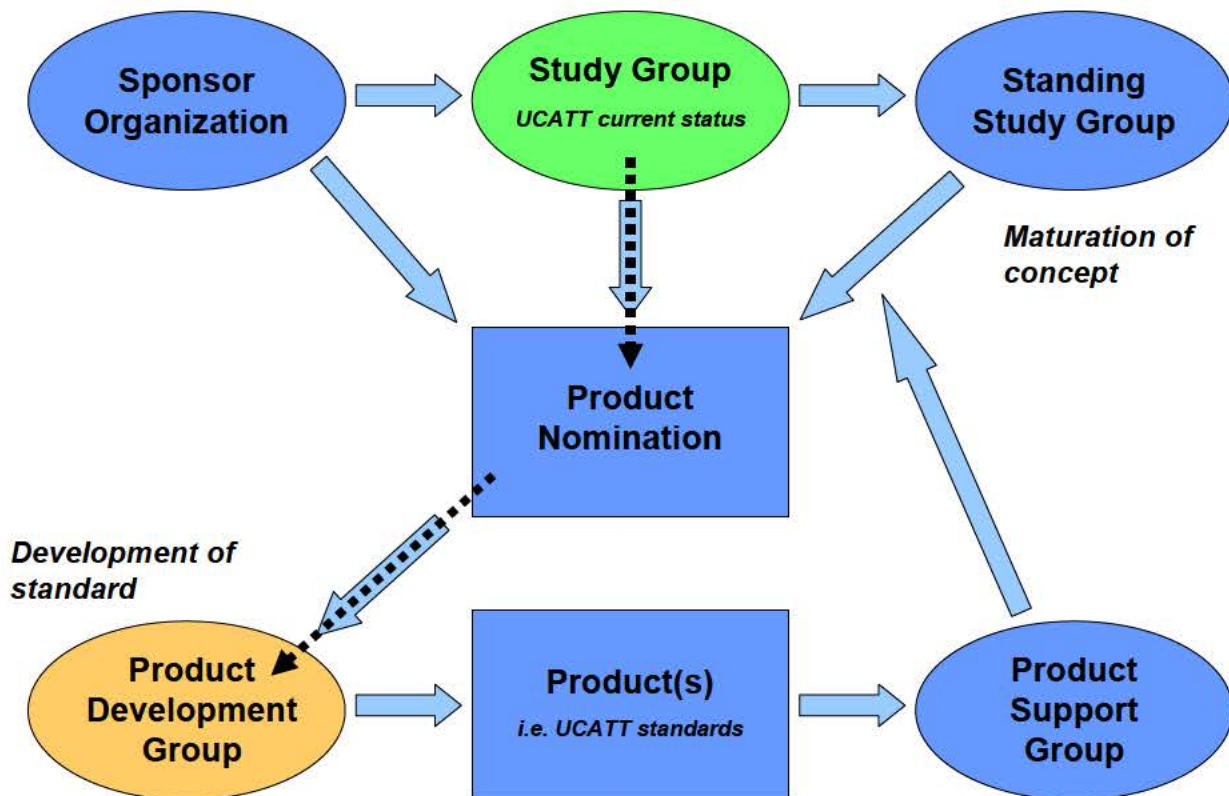 Sponsor
Organization
Study Group
UCATT current status
Standing
Study Group
Maturation of
concept
Product
Nomination
Development of
standard
Product
Development
Group
Product(s)
i.e. UCATT standards
Product
Support
Group